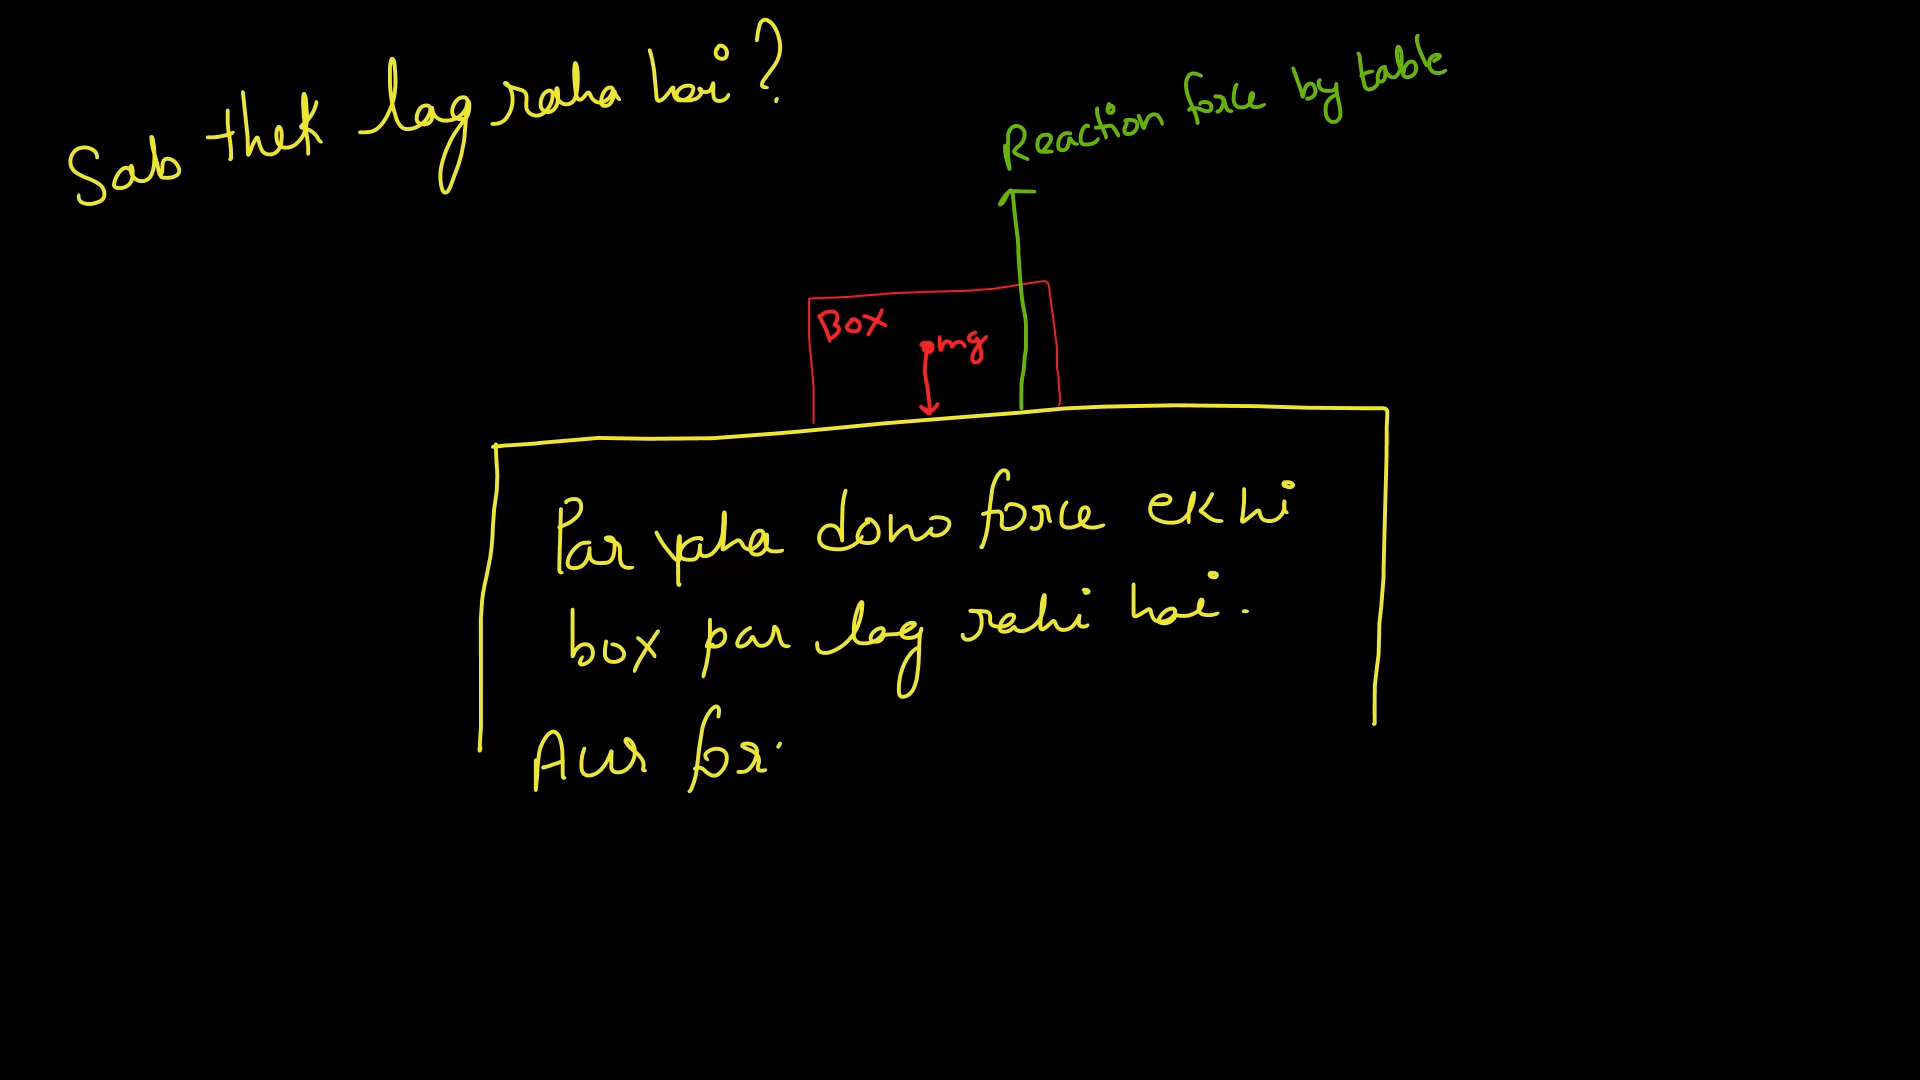 Sab thek lag raha hai?
Reaction force by table
Box
mg
Par yaha dono force ek hi
box par lag rahi hai.
Aur for